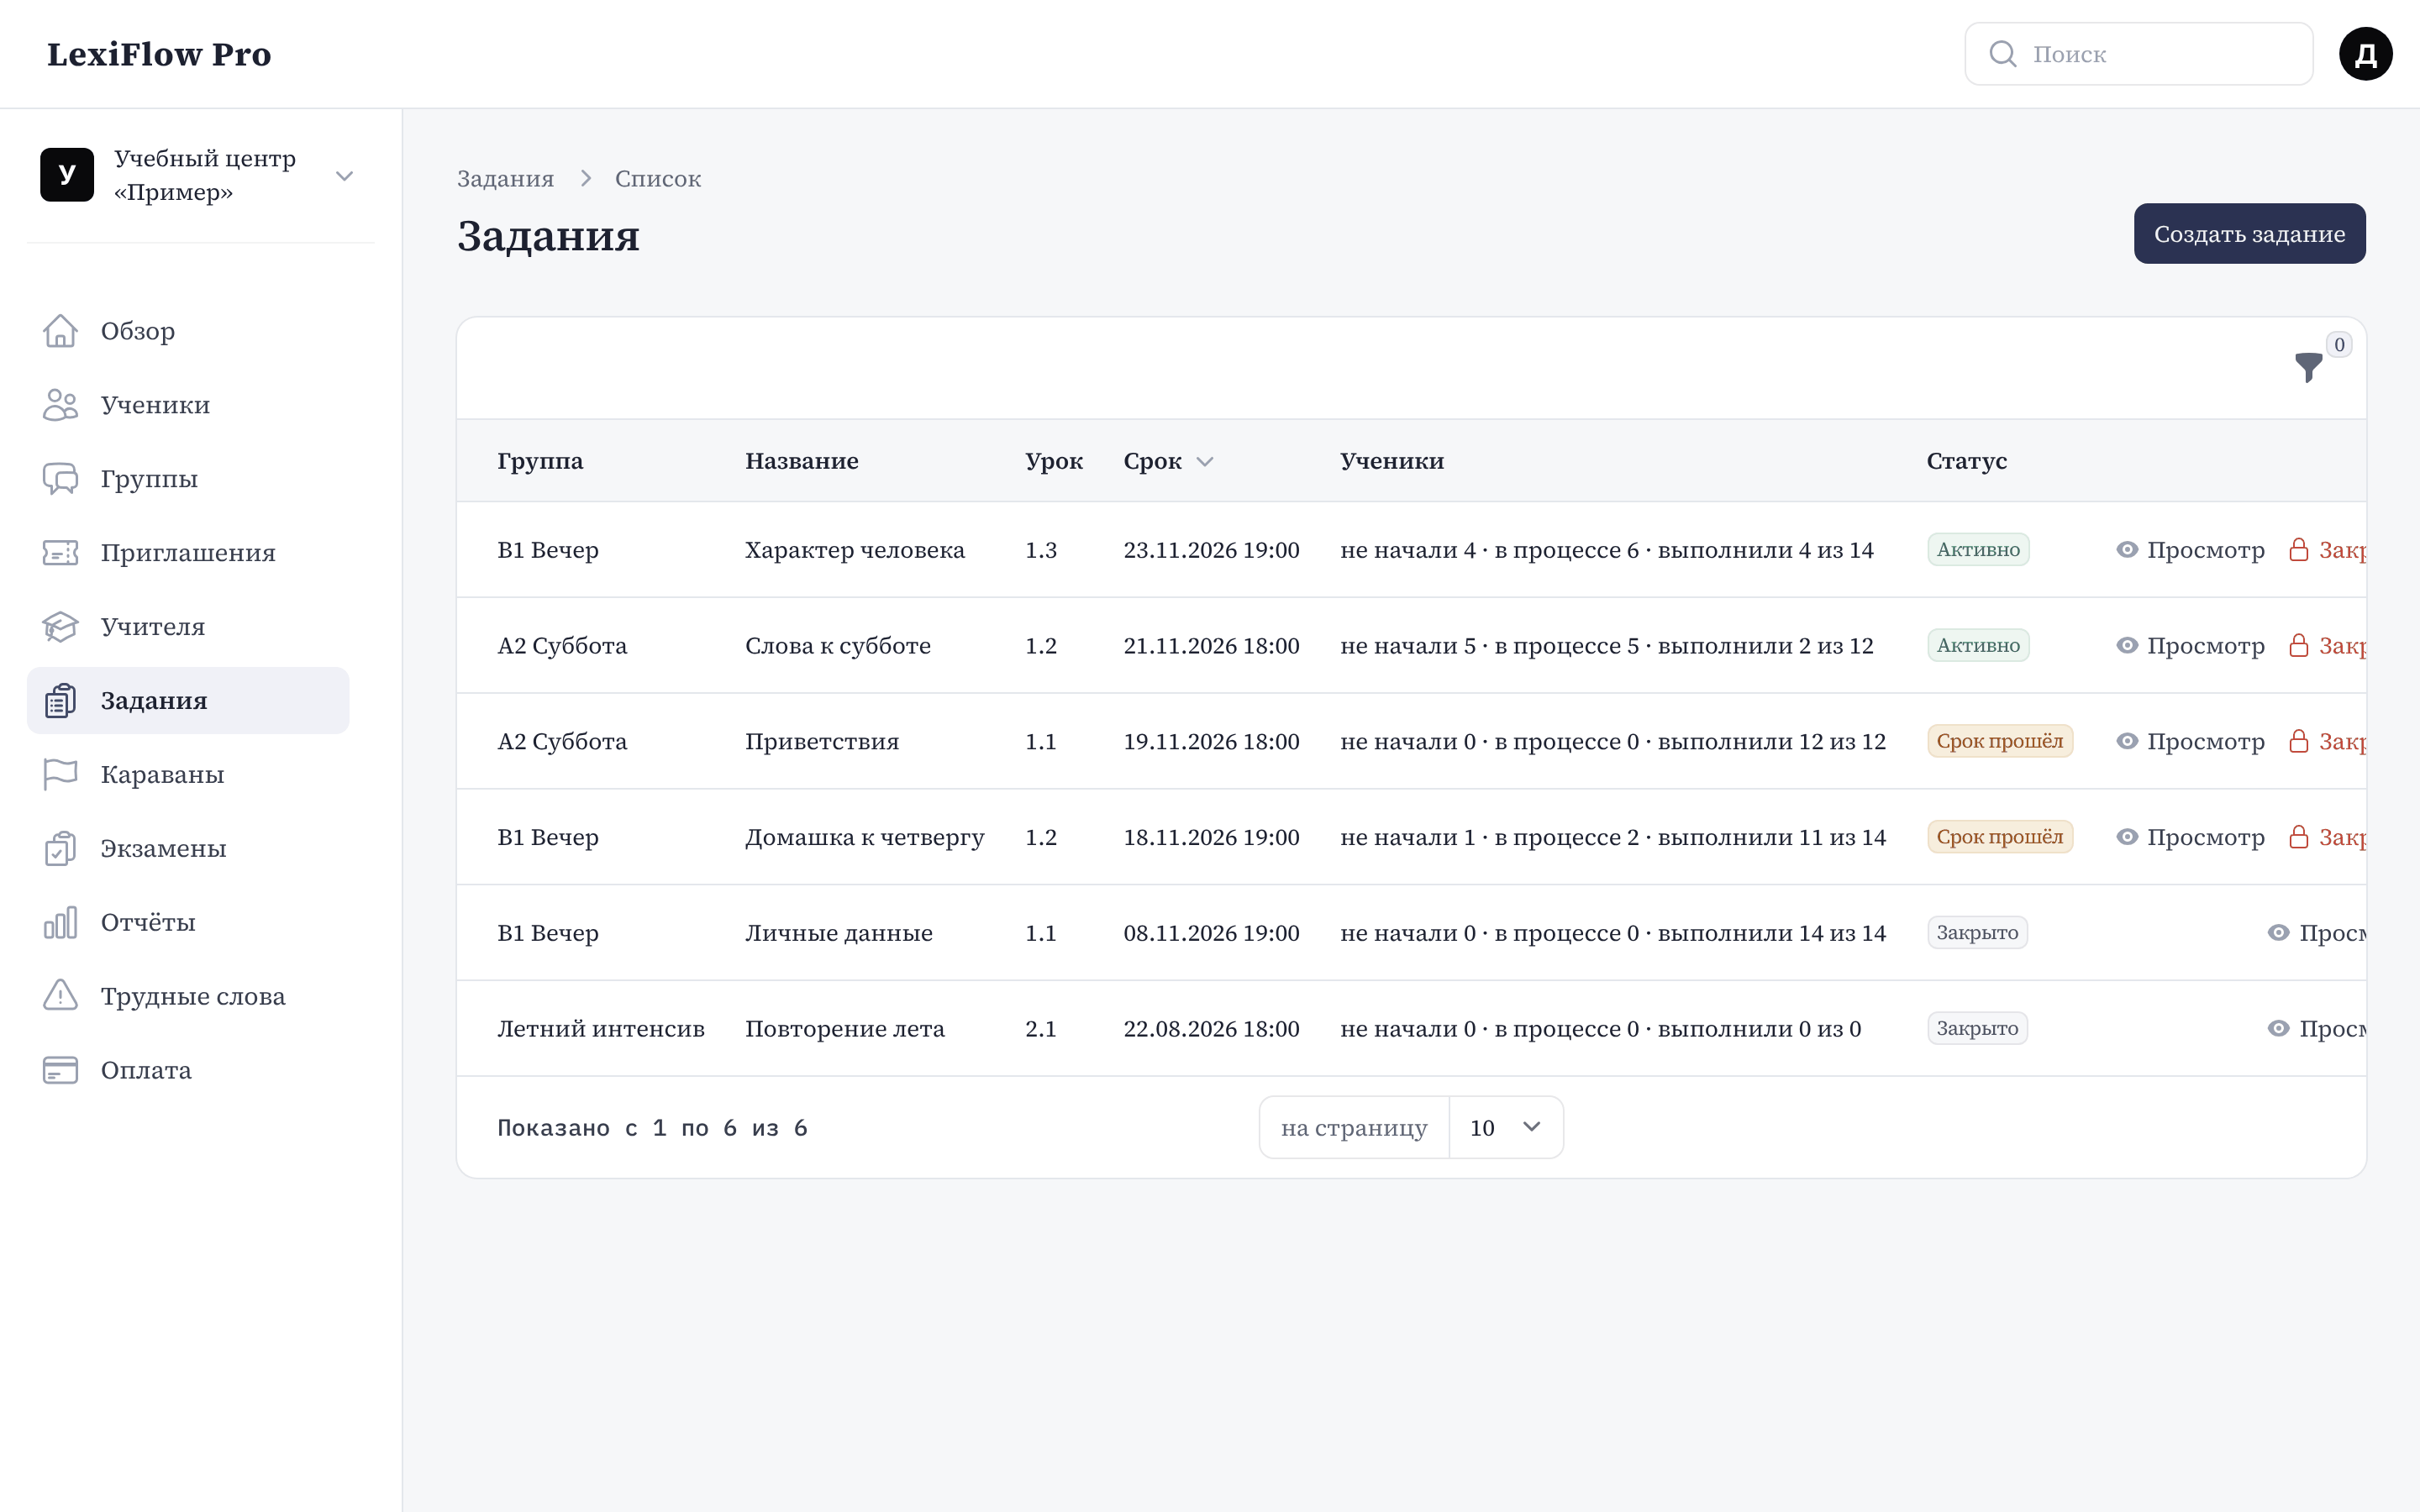 LexiFlow Pro
Поиск
Д
У
Учебный центр
«Пример»
Обзор
Ученики
Группы
Приглашения
Учителя
Задания
Караваны
Экзамены
Отчёты
Трудные слова
Оплата
Задания Список
Задания
Создать задание
0
Группа Название Урок Срок Ученики Статус
B1 Вечер Характер человека 1.3 23.11.2026 19:00 не начали 4 · в процессе 6 · выполнили 4 из 14 Активно Просмотр Закр
A2 Суббота Слова к субботе 1.2 21.11.2026 18:00 не начали 5 · в процессе 5 · выполнили 2 из 12 Активно Просмотр Закр
A2 Суббота Приветствия 1.1 19.11.2026 18:00 не начали 0 · в процессе 0 · выполнили 12 из 12 Срок прошёл Просмотр Закр
B1 Вечер Домашка к четвергу 1.2 18.11.2026 19:00 не начали 1 · в процессе 2 · выполнили 11 из 14 Срок прошёл Просмотр Закр
B1 Вечер Личные данные 1.1 08.11.2026 19:00 не начали 0 · в процессе 0 · выполнили 14 из 14 Закрыто Просм
Летний интенсив Повторение лета 2.1 22.08.2026 18:00 не начали 0 · в процессе 0 · выполнили 0 из 0 Закрыто Просм
Показано с 1 по 6 из 6
на страницу 10